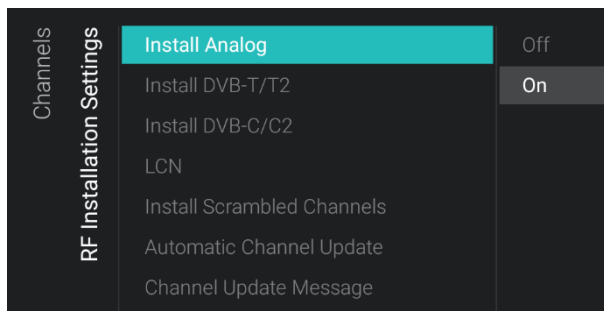 Channels
RF Installation Settings
Install Analog
Install DVB-T/T2
Install DVB-C/C2
LCN
Install Scrambled Channels
Automatic Channel Update
Channel Update Message
Off
On